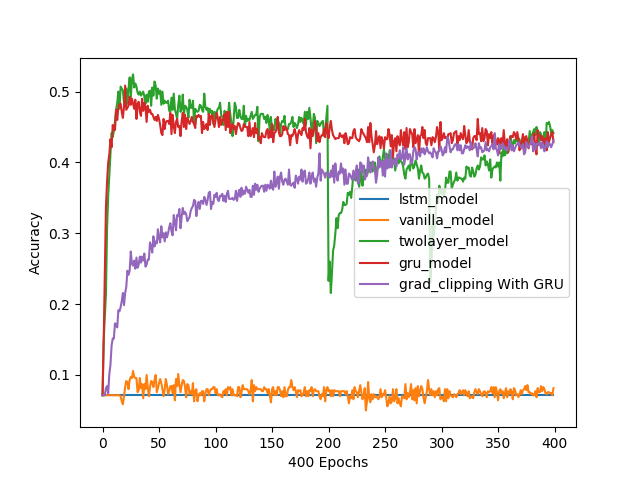 0.5
0.4
0.3
0.2
0.1
Accuracy
lstm_model
vanilla_model
twolayer_model
gru_model
grad_clipping With GRU
0 50 100 150 200 250 300 350 400
400 Epochs